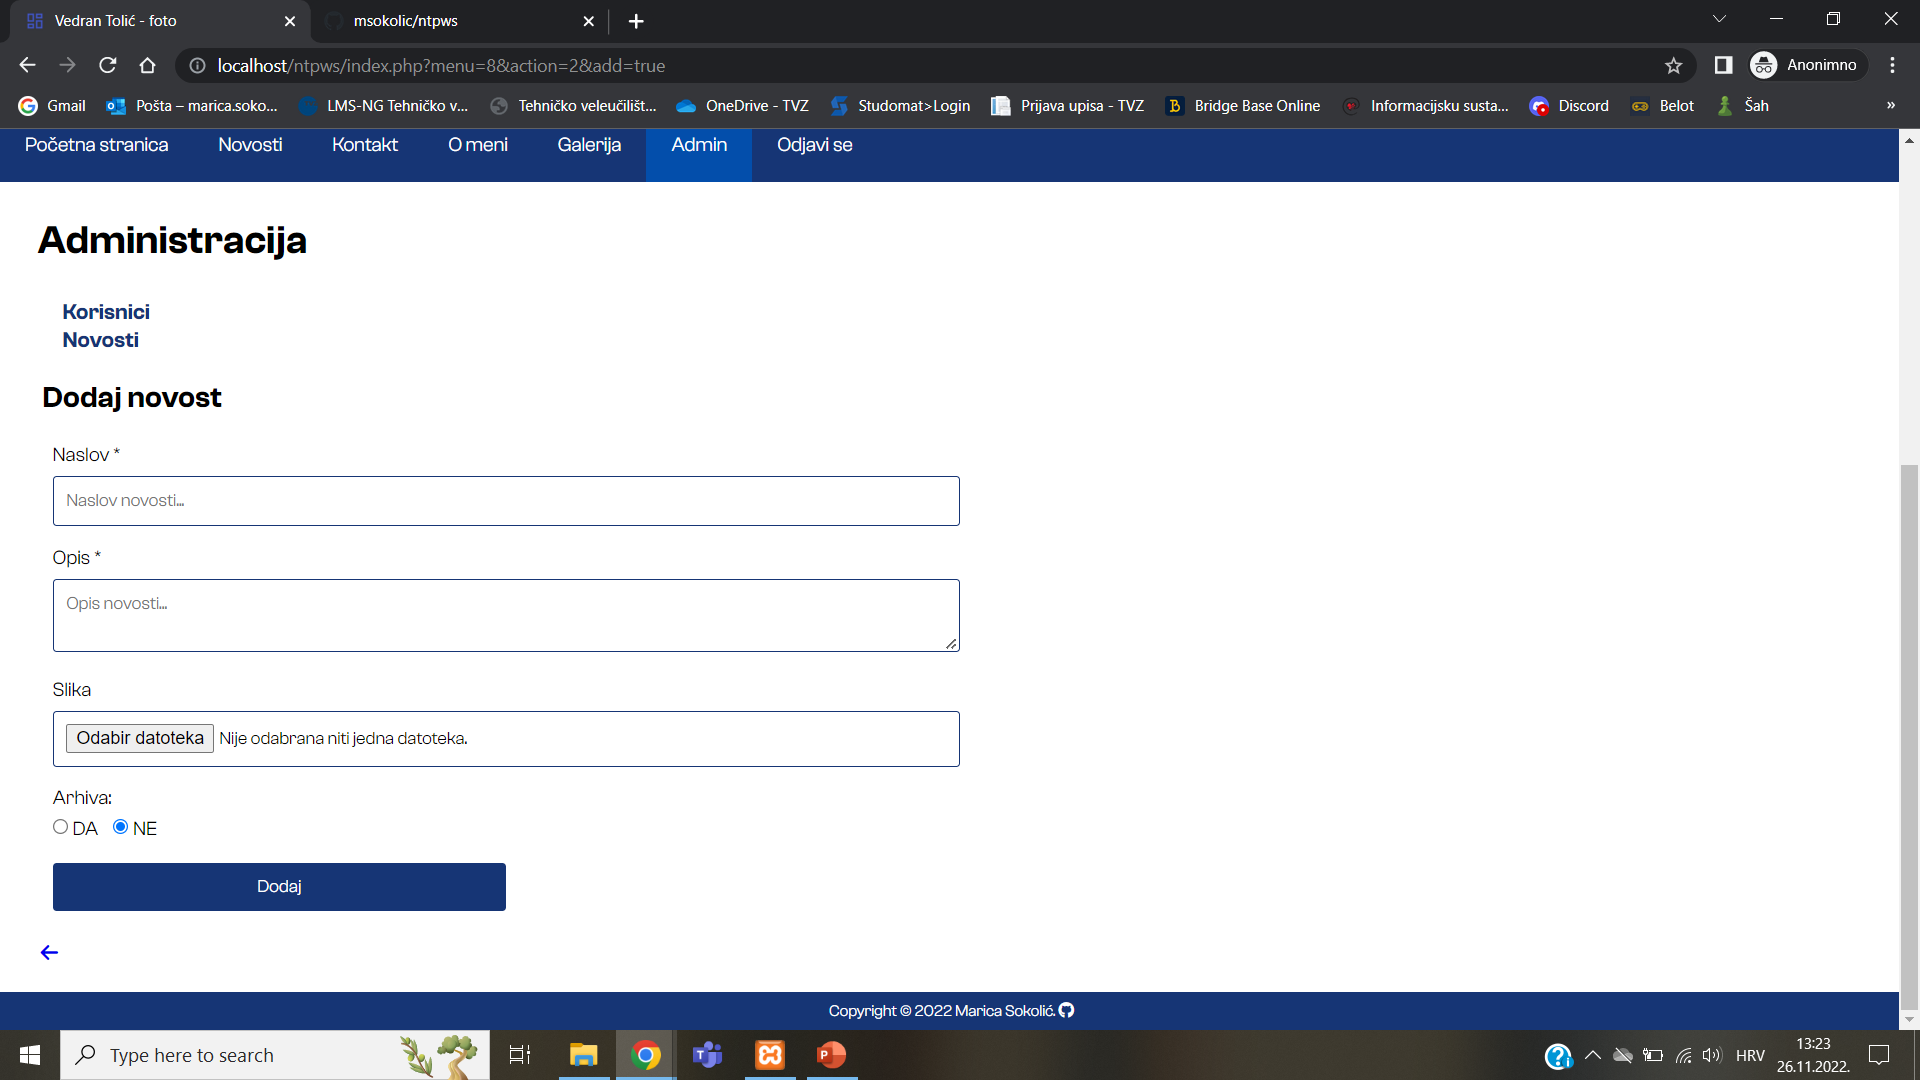 Vedran Tolić - foto
msokolic/ntpws
localhost/ntpws/index.php?menu=8&action=2&add=true
Anonimno
Gmail
Pošta – marica.soko...
LMS-NG Tehničko v...
Tehničko veleučilišt...
OneDrive - TVZ
Studomat>Login
Prijava upisa - TVZ
Bridge Base Online
Informacijsku susta...
Discord
Belot
Šah
»
Početna stranica
Novosti
Kontakt
O meni
Galerija
Admin
Odjavi se
Administracija
Korisnici
Novosti
Dodaj novost
Naslov *
Naslov novosti...
Opis *
Opis novosti...
Slika
Odabir datoteka Nije odabrana niti jedna datoteka.
Arhiva:
DA NE
Dodaj
Copyright © 2022 Marica Sokolić.
Type here to search
HRV
13:23
26.11.2022.